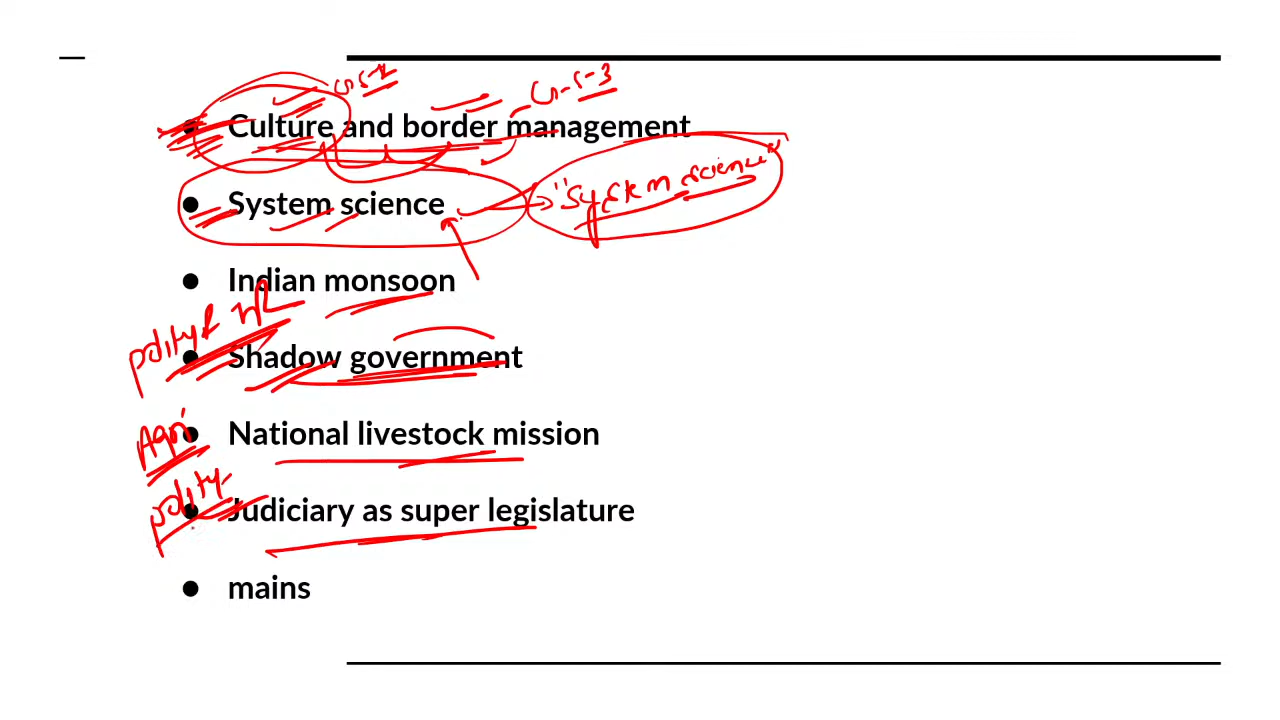 GS-1
GS-3
● Culture and border management
● System science → "System science"
● Indian monsoon
polity & IR
● Shadow government
Agri
● National livestock mission
polity
● Judiciary as super legislature
● mains